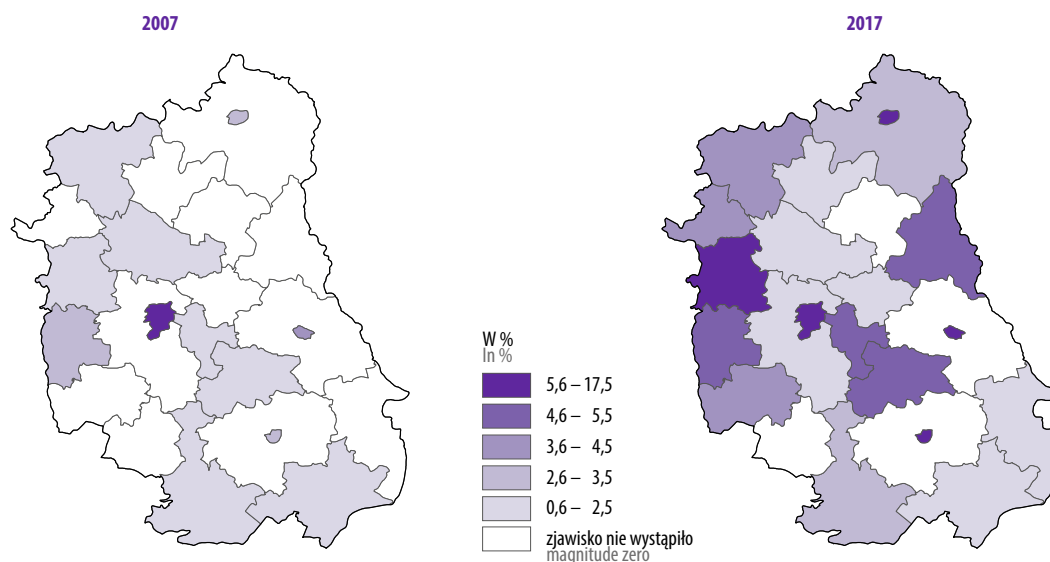 2007
2017
W %
In %
5,6 – 17,5
4,6 – 5,5
3,6 – 4,5
2,6 – 3,5
0,6 – 2,5
zjawisko nie wystąpiło
magnitude zero